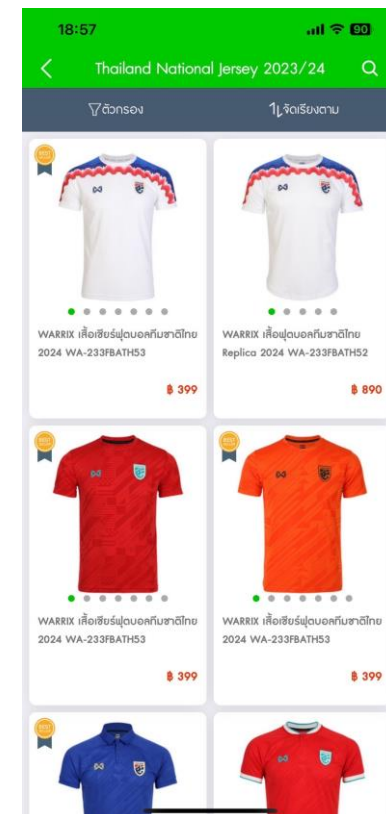 18:57
90
Thailand National Jersey 2023/24
ตัวกรอง
จัดเรียงตาม
BEST
WARRIX เสื้อเชียร์ฟุตบอลทีมชาติไทย
2024 WA-233FBATH53
฿ 399
WARRIX เสื้อฟุตบอลทีมชาติไทย
Replica 2024 WA-233FBATH52
฿ 890
BEST
WARRIX เสื้อเชียร์ฟุตบอลทีมชาติไทย
2024 WA-233FBATH53
฿ 399
BEST
WARRIX เสื้อเชียร์ฟุตบอลทีมชาติไทย
2024 WA-233FBATH53
฿ 399
BEST